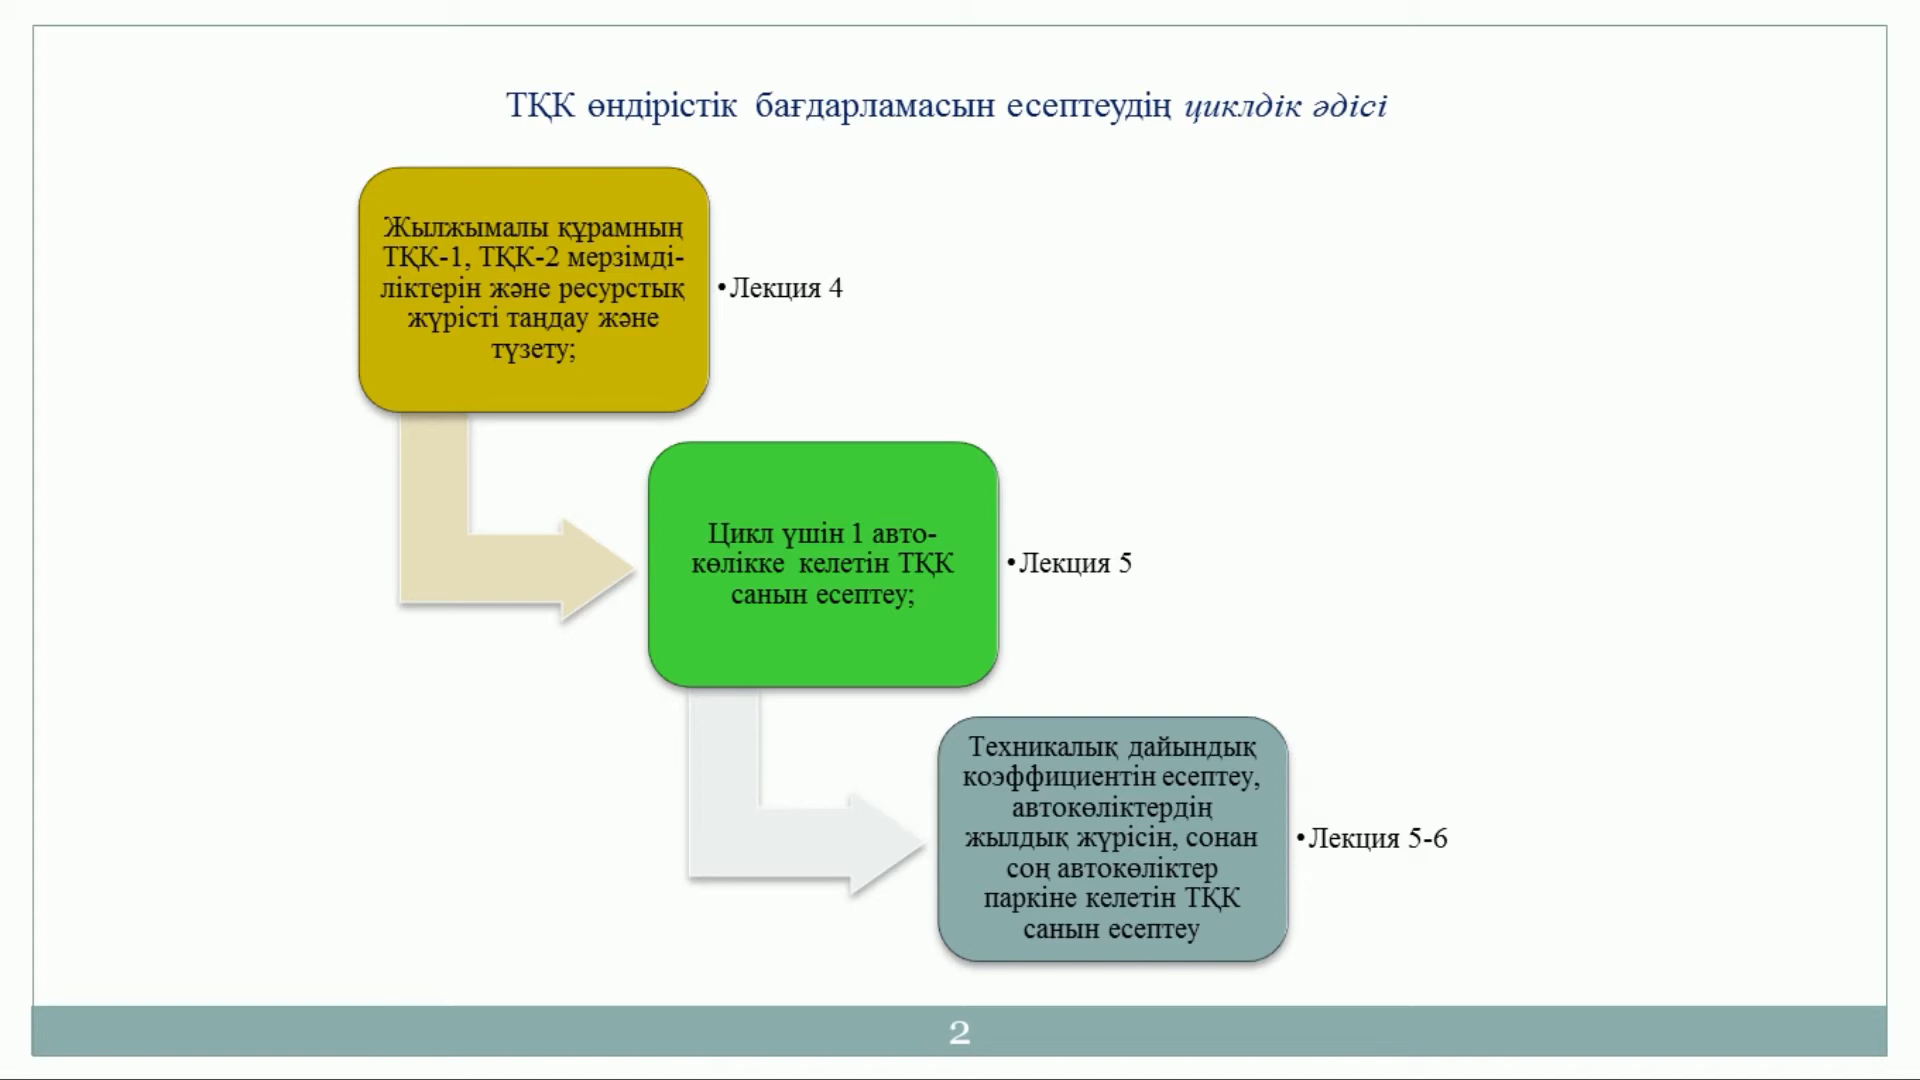 ТҚК өндірістік бағдарламасын есептеудің циклдік әдісі
Жылжымалы құрамның
ТҚК-1, ТҚК-2 мерзімді-
ліктерін және ресурстық
жүрісті таңдау және
түзету;
•Лекция 4
Цикл үшін 1 авто-
көлікке келетін ТҚК
санын есептеу;
•Лекция 5
Техникалық дайындық
коэффициентін есептеу,
автокөліктердің
жылдық жүрісін, сонан
соң автокөліктер
паркіне келетін ТҚК
санын есептеу
•Лекция 5-6
2